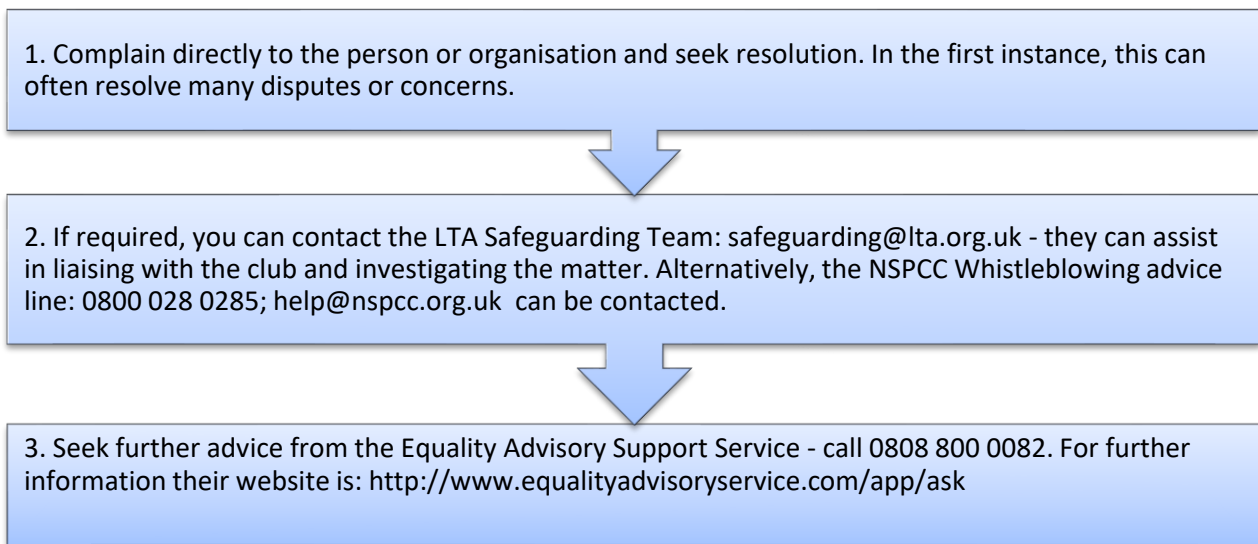 1. Complain directly to the person or organisation and seek resolution. In the first instance, this can
often resolve many disputes or concerns.
2. If required, you can contact the LTA Safeguarding Team: safeguarding@lta.org.uk - they can assist
in liaising with the club and investigating the matter. Alternatively, the NSPCC Whistleblowing advice
line: 0800 028 0285; help@nspcc.org.uk  can be contacted.
3. Seek further advice from the Equality Advisory Support Service - call 0808 800 0082. For further
information their website is: http://www.equalityadvisoryservice.com/app/ask